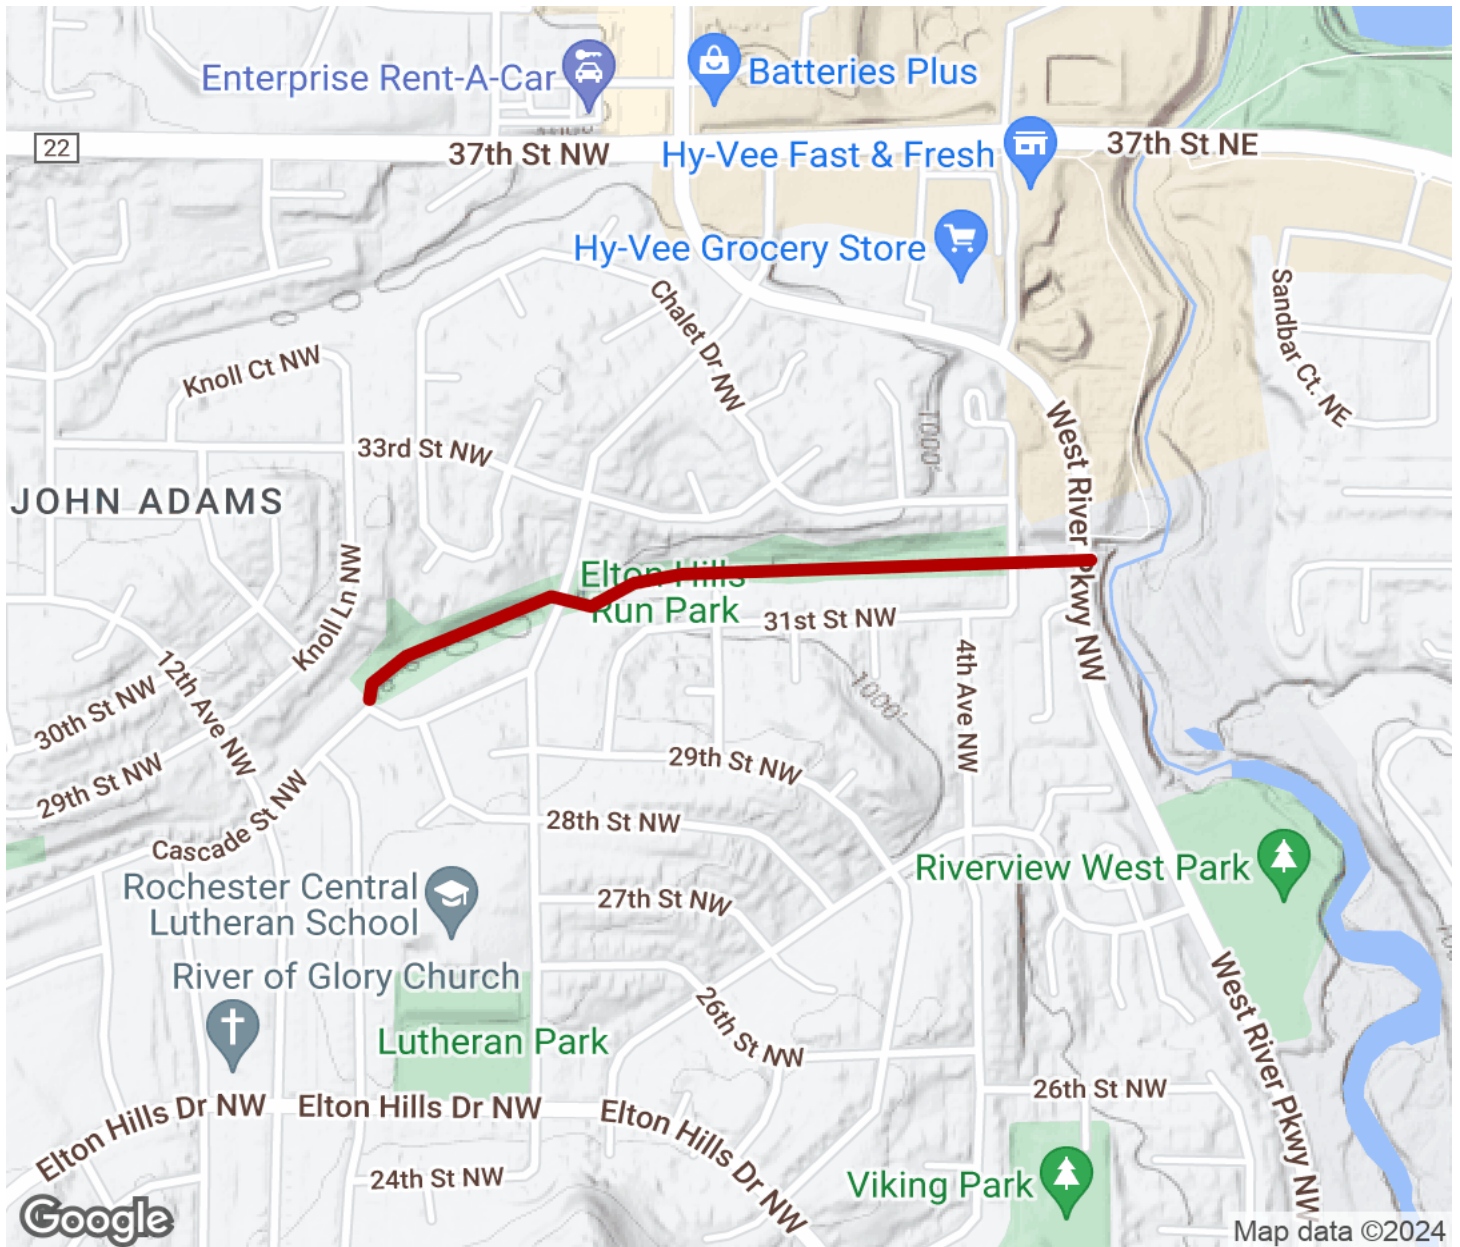 Enterprise Rent-A-Car
Batteries Plus
22
37th St NW
Hy-Vee Fast & Fresh
37th St NE
Hy-Vee Grocery Store
Sandbar Ct. NE
Chalet Dr NW
Knoll Ct NW
1000'
West River Pkwy NW
33rd St NW
JOHN ADAMS
Knoll Ln NW
Elton Hills
Run Park
31st St NW
4th Ave NW
12th Ave NW
30th St NW
1000'
29th St NW
29th St NW
Cascade St NW
28th St NW
Riverview West Park
Rochester Central
Lutheran School
27th St NW
River of Glory Church
West River Pkwy NW
26th St NW
Lutheran Park
26th St NW
Elton Hills Dr NW
Elton Hills Dr NW
Elton Hills Dr NW
24th St NW
Viking Park
Google
Map data ©2024